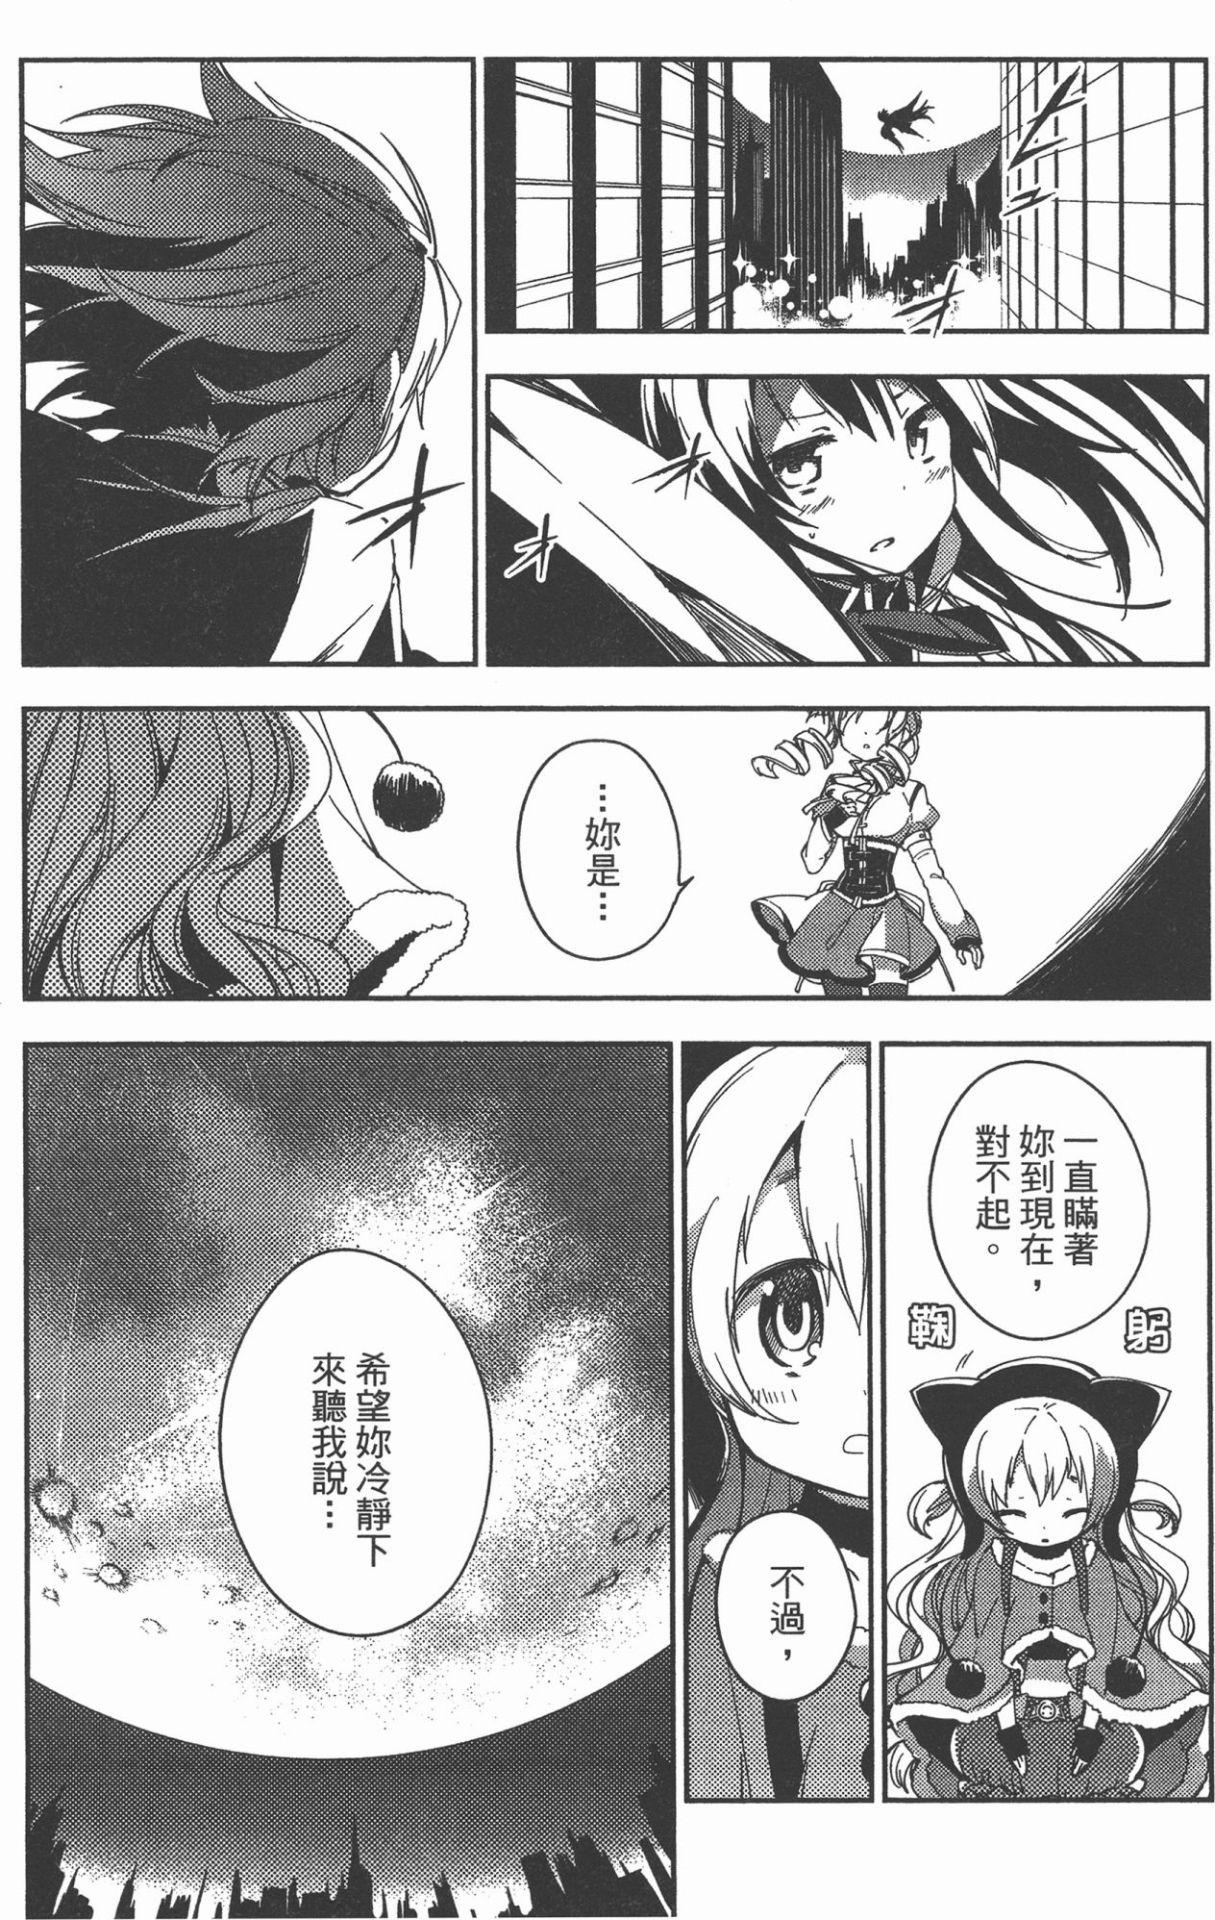 …妳是…
一直瞞著
妳到現在，
對不起。
鞠
躬
不過，
希望妳冷靜下
來聽我說…